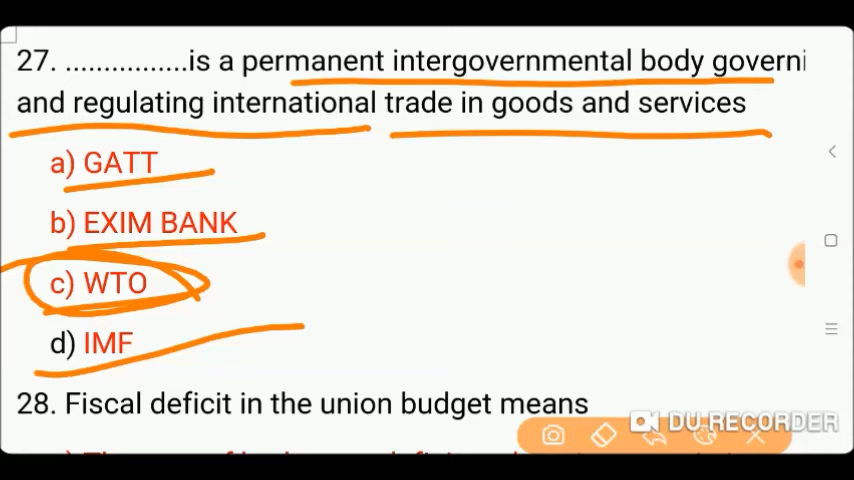 27. ................is a permanent intergovernmental body governi
and regulating international trade in goods and services
a) GATT
b) EXIM BANK
c) WTO
d) IMF
28. Fiscal deficit in the union budget means
DU RECORDER